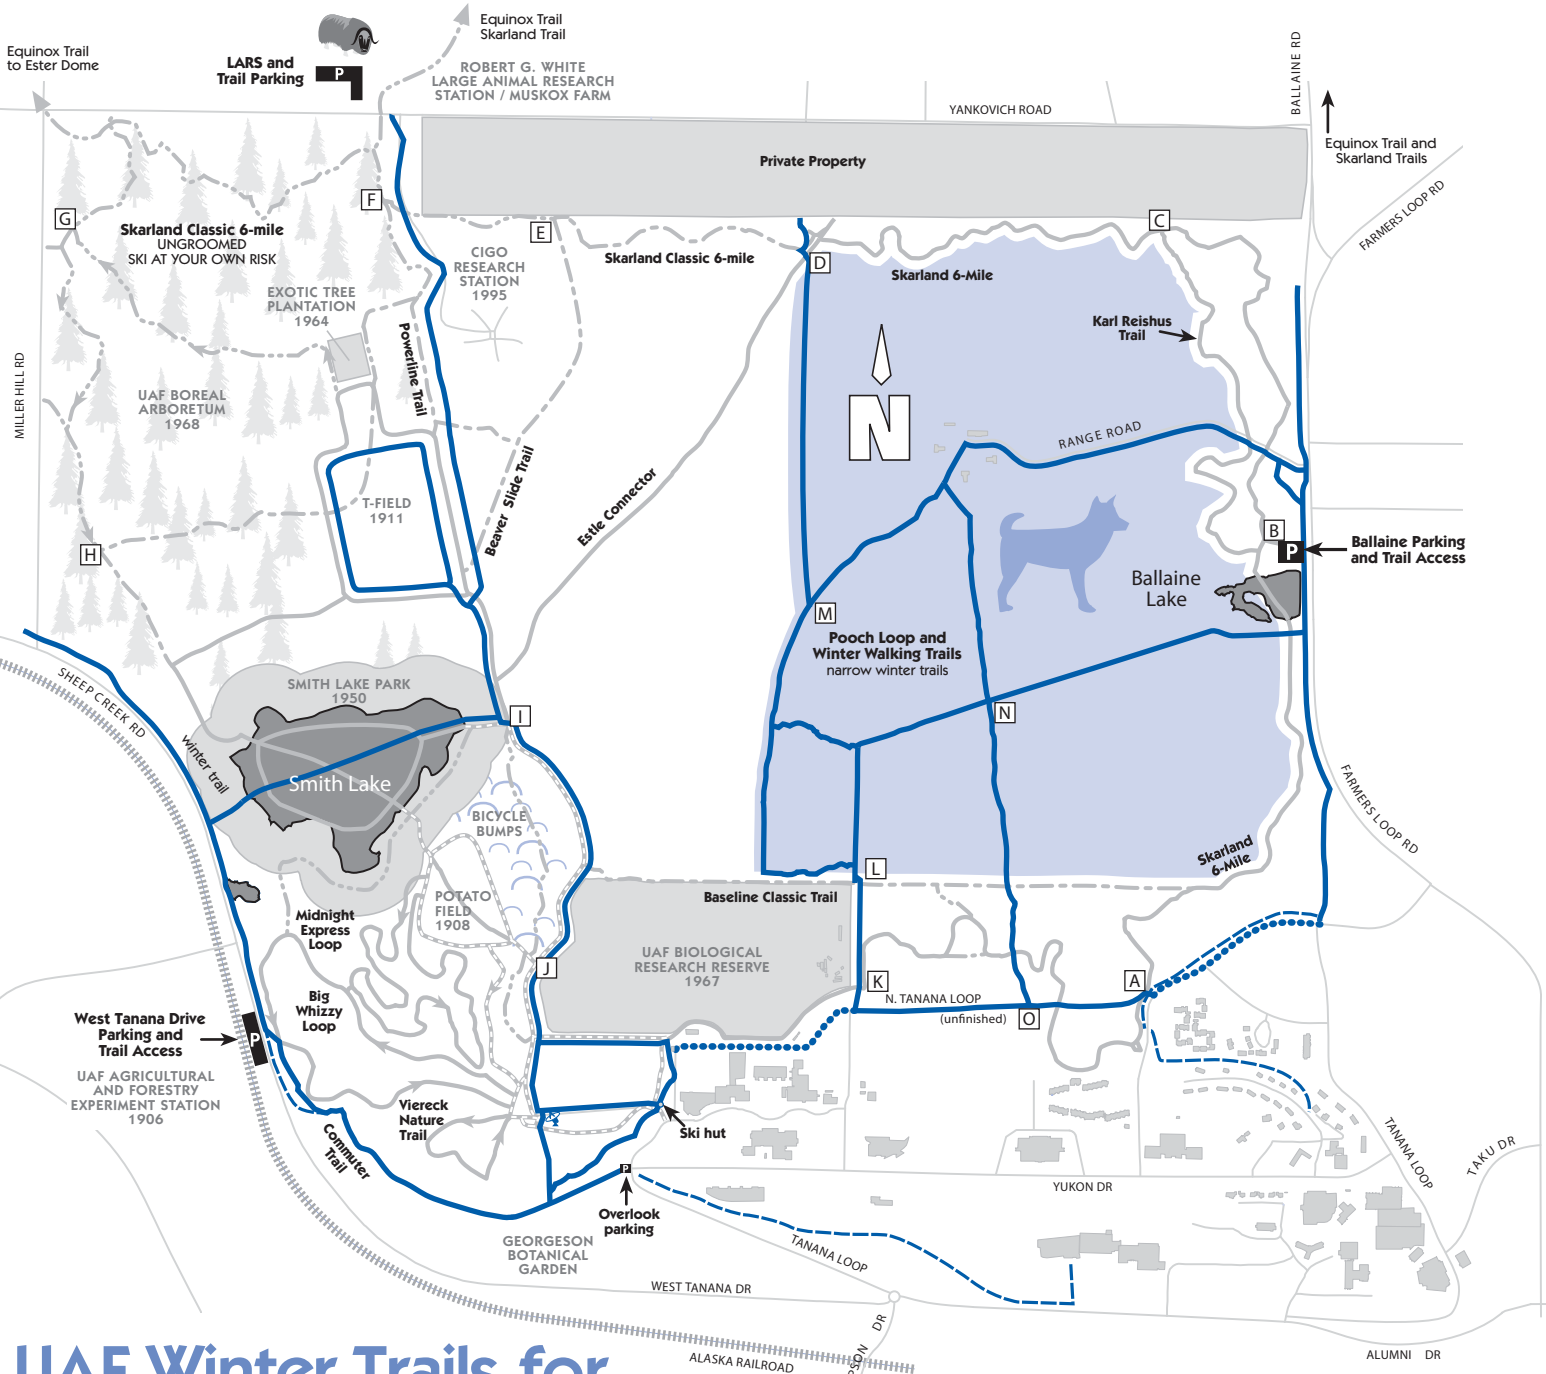 Equinox Trail
Skarland Trail
Equinox Trail
to Ester Dome
LARS and
Trail Parking
P
ROBERT G. WHITE
LARGE ANIMAL RESEARCH
STATION / MUSKOX FARM
YANKOVICH ROAD
BALLAINE RD
Equinox Trail and
Skarland Trails
FARMERS LOOP RD
Private Property
F
G
E
C
D
Skarland Classic 6-mile
UNGROOMED
SKI AT YOUR OWN RISK
CIGO
RESEARCH
STATION
1995
Skarland Classic 6-mile
Skarland 6-Mile
EXOTIC TREE
PLANTATION
1964
Karl Reishus
Trail
Powerline Trail
MILLER HILL RD
UAF BOREAL
ARBORETUM
1968
N
RANGE ROAD
T-FIELD
1911
Beaver Slide Trail
Estle Connector
H
B
P
Ballaine Parking
and Trail Access
Ballaine
Lake
M
Pooch Loop and
Winter Walking Trails
narrow winter trails
SHEEP CREEK RD
SMITH LAKE PARK
1950
I
N
winter trail
Smith Lake
BICYCLE
BUMPS
FARMERS LOOP RD
Skarland
6-Mile
L
POTATO
FIELD
1908
Baseline Classic Trail
Midnight
Express
Loop
UAF BIOLOGICAL
RESEARCH RESERVE
1967
J
K
A
Big
Whizzy
Loop
N. TANANA LOOP
(unfinished)
O
West Tanana Drive
Parking and
Trail Access
P
UAF AGRICULTURAL
AND FORESTRY
EXPERIMENT STATION
1906
Viereck
Nature
Trail
Ski hut
Commuter
Trail
P
Overlook
parking
YUKON DR
TANANA LOOP
TAKU DR
GEORGESON
BOTANICAL
GARDEN
TANANA LOOP
WEST TANANA DR
DR
ALASKA RAILROAD
ALUMNI DR
UAF Winter Trails for